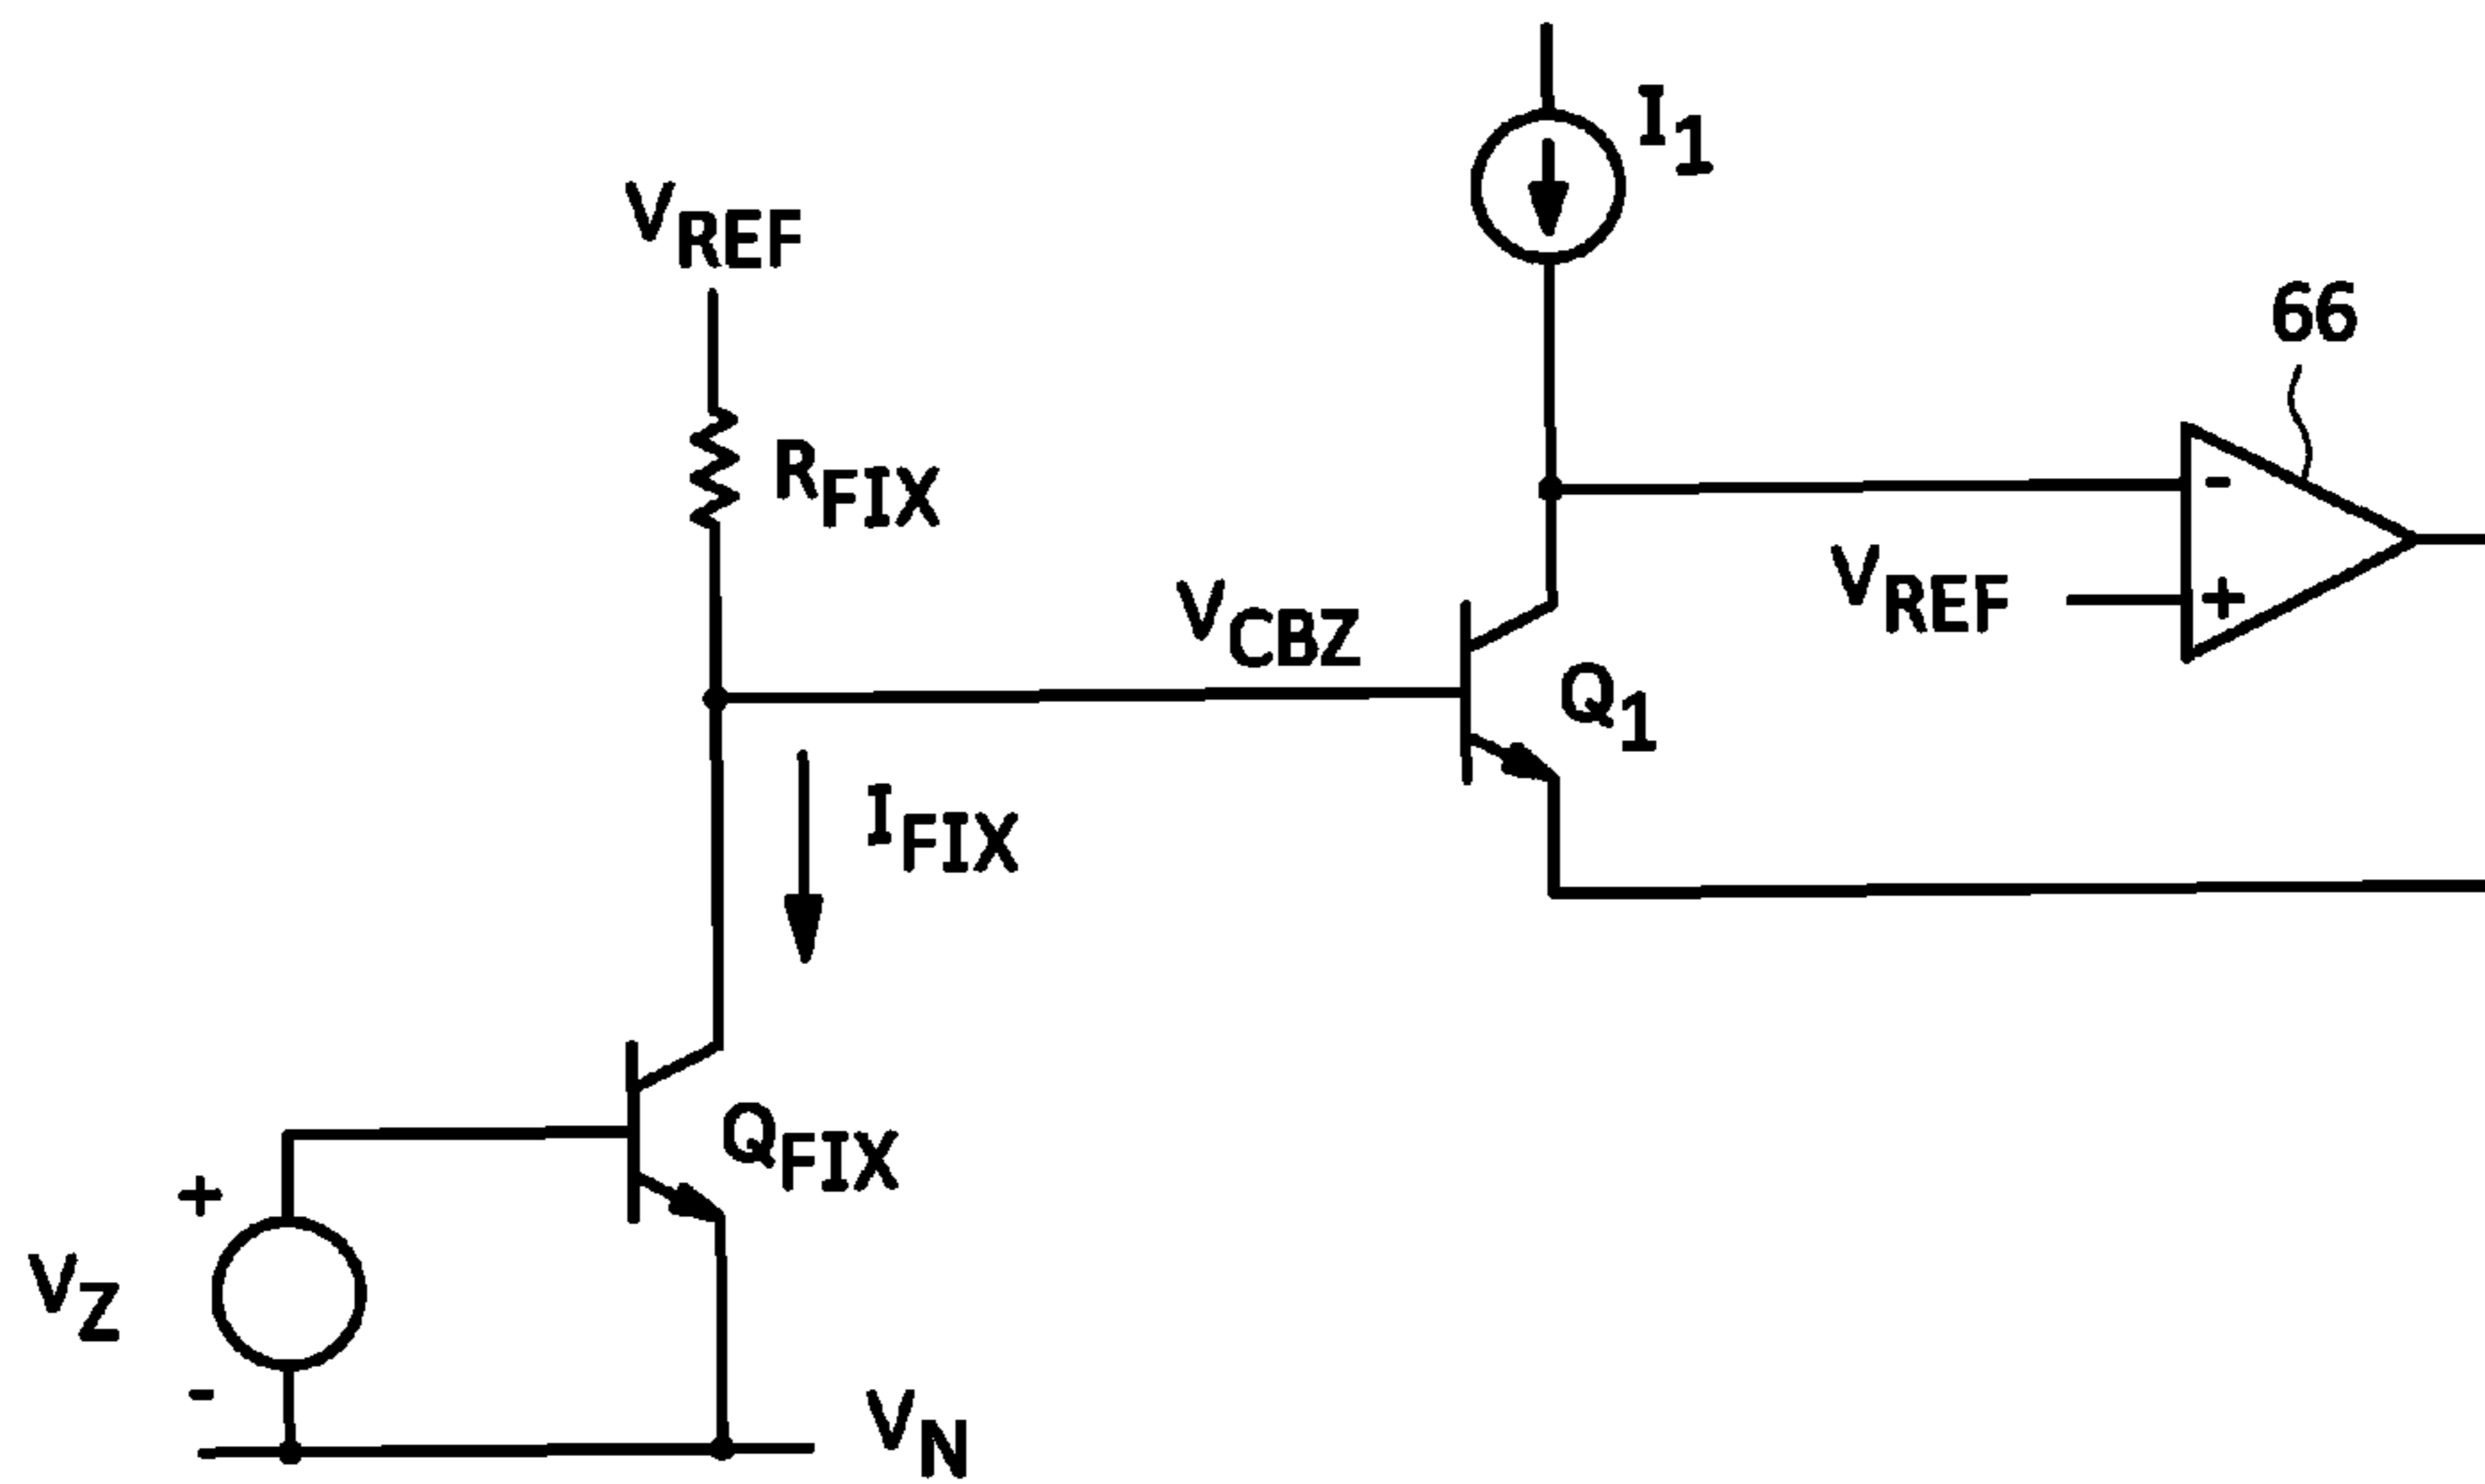 I1
VREF
66
RFIX
-
VREF
+
VCBZ
Q1
IFIX
QFIX
+
VZ
-
VN